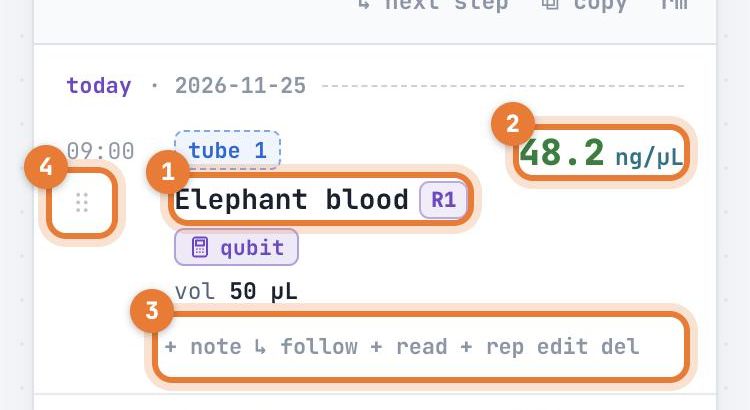 ↳ next step copy rm
today · 2026-11-25
09:00 tube 1
2
48.2 ng/µL
4
1
Elephant blood R1
qubit
vol 50 µL
3
+ note ↳ follow + read + rep edit del